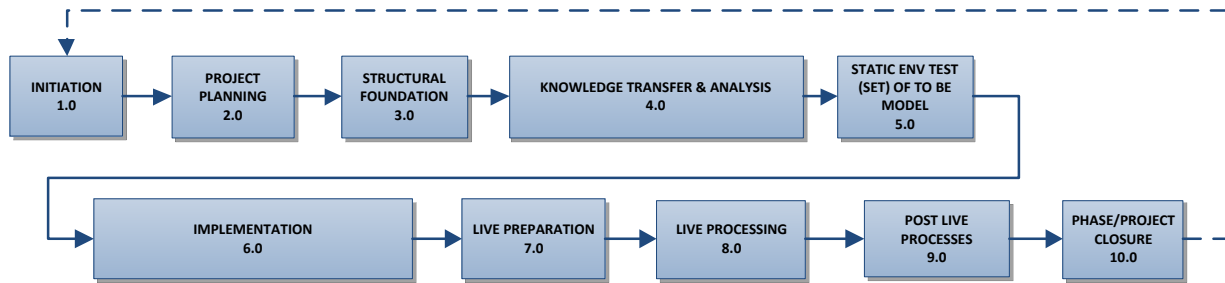 INITIATION
1.0
PROJECT
PLANNING
2.0
STRUCTURAL
FOUNDATION
3.0
KNOWLEDGE TRANSFER & ANALYSIS
4.0
STATIC ENV TEST
(SET) OF TO BE
MODEL
5.0
IMPLEMENTATION
6.0
LIVE PREPARATION
7.0
LIVE PROCESSING
8.0
POST LIVE
PROCESSES
9.0
PHASE/PROJECT
CLOSURE
10.0